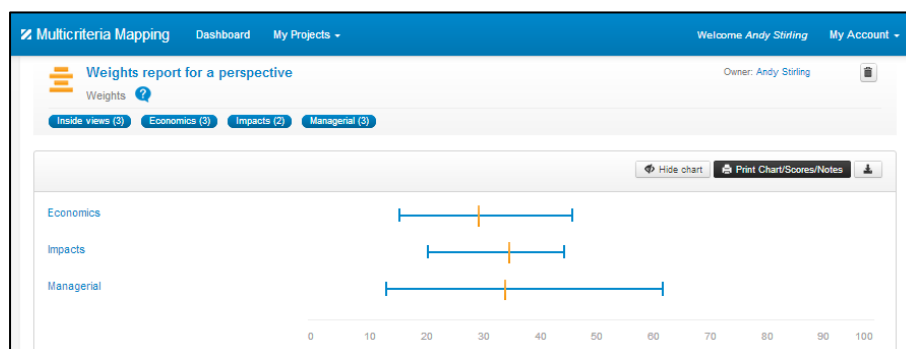 Multicriteria Mapping Dashboard My Projects Welcome Andy Stirling My Account
Weights report for a perspective Owner: Andy Stirling
Weights ?
Inside views (3) Economics (3) Impacts (2) Managerial (3)
Hide chart Print Chart/Scores/Notes
Economics
Impacts
Managerial
0 10 20 30 40 50 60 70 80 90 100